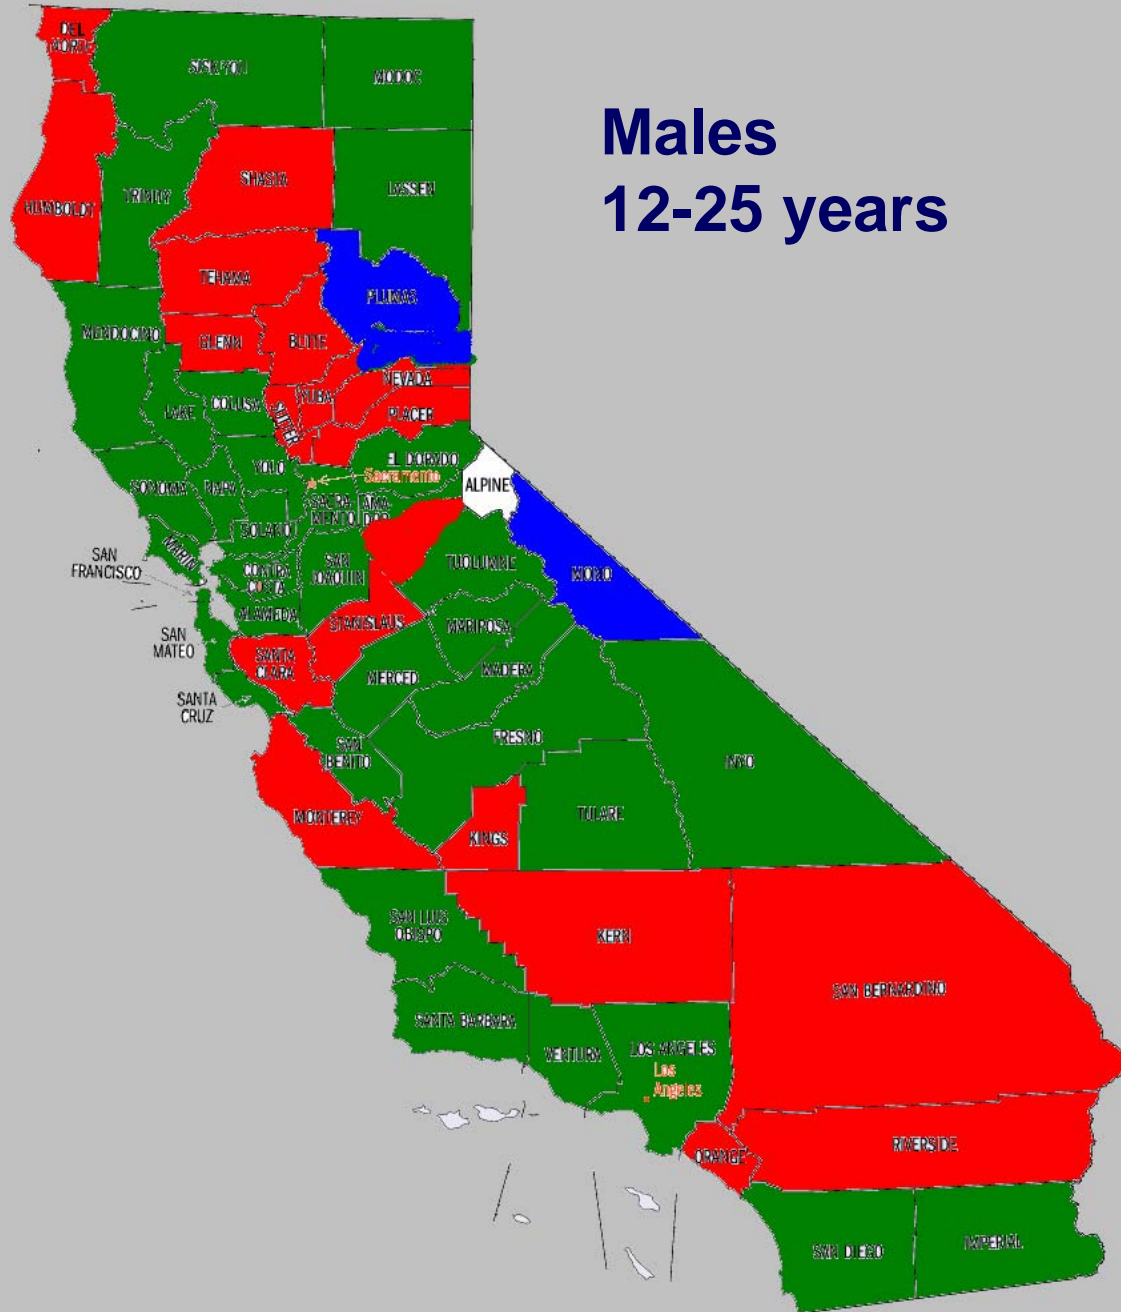 Males
12-25 years
DEL
NORTE
SISKIYOU
MODOC
HUMBOLDT
TRINITY
SHASTA
LASSEN
TEHAMA
PLUMAS
MENDOCINO
GLENN
BUTTE
NEVADA
YUBA
LAKE
COLUSA
SUTTER
PLACER
EL DORADO
SONOMA
NAPA
YOLO
Sacramento
ALPINE
SACRA
MENTO
AMA
DOR
SOLANO
MARIN
SAN
FRANCISCO
CONTRA
COSTA
SAN
JOAQUIN
TUOLUMNE
MONO
ALAMEDA
STANISLAUS
MARIPOSA
SAN
MATEO
SANTA
CLARA
MERCED
MADERA
SANTA
CRUZ
SAN
BENITO
FRESNO
INYO
MONTEREY
KINGS
TULARE
SAN LUIS
OBISPO
KERN
SAN BERNARDINO
SANTA BARBARA
VENTURA
LOS ANGELES
Los
Angeles
ORANGE
RIVERSIDE
SAN DIEGO
IMPERIAL